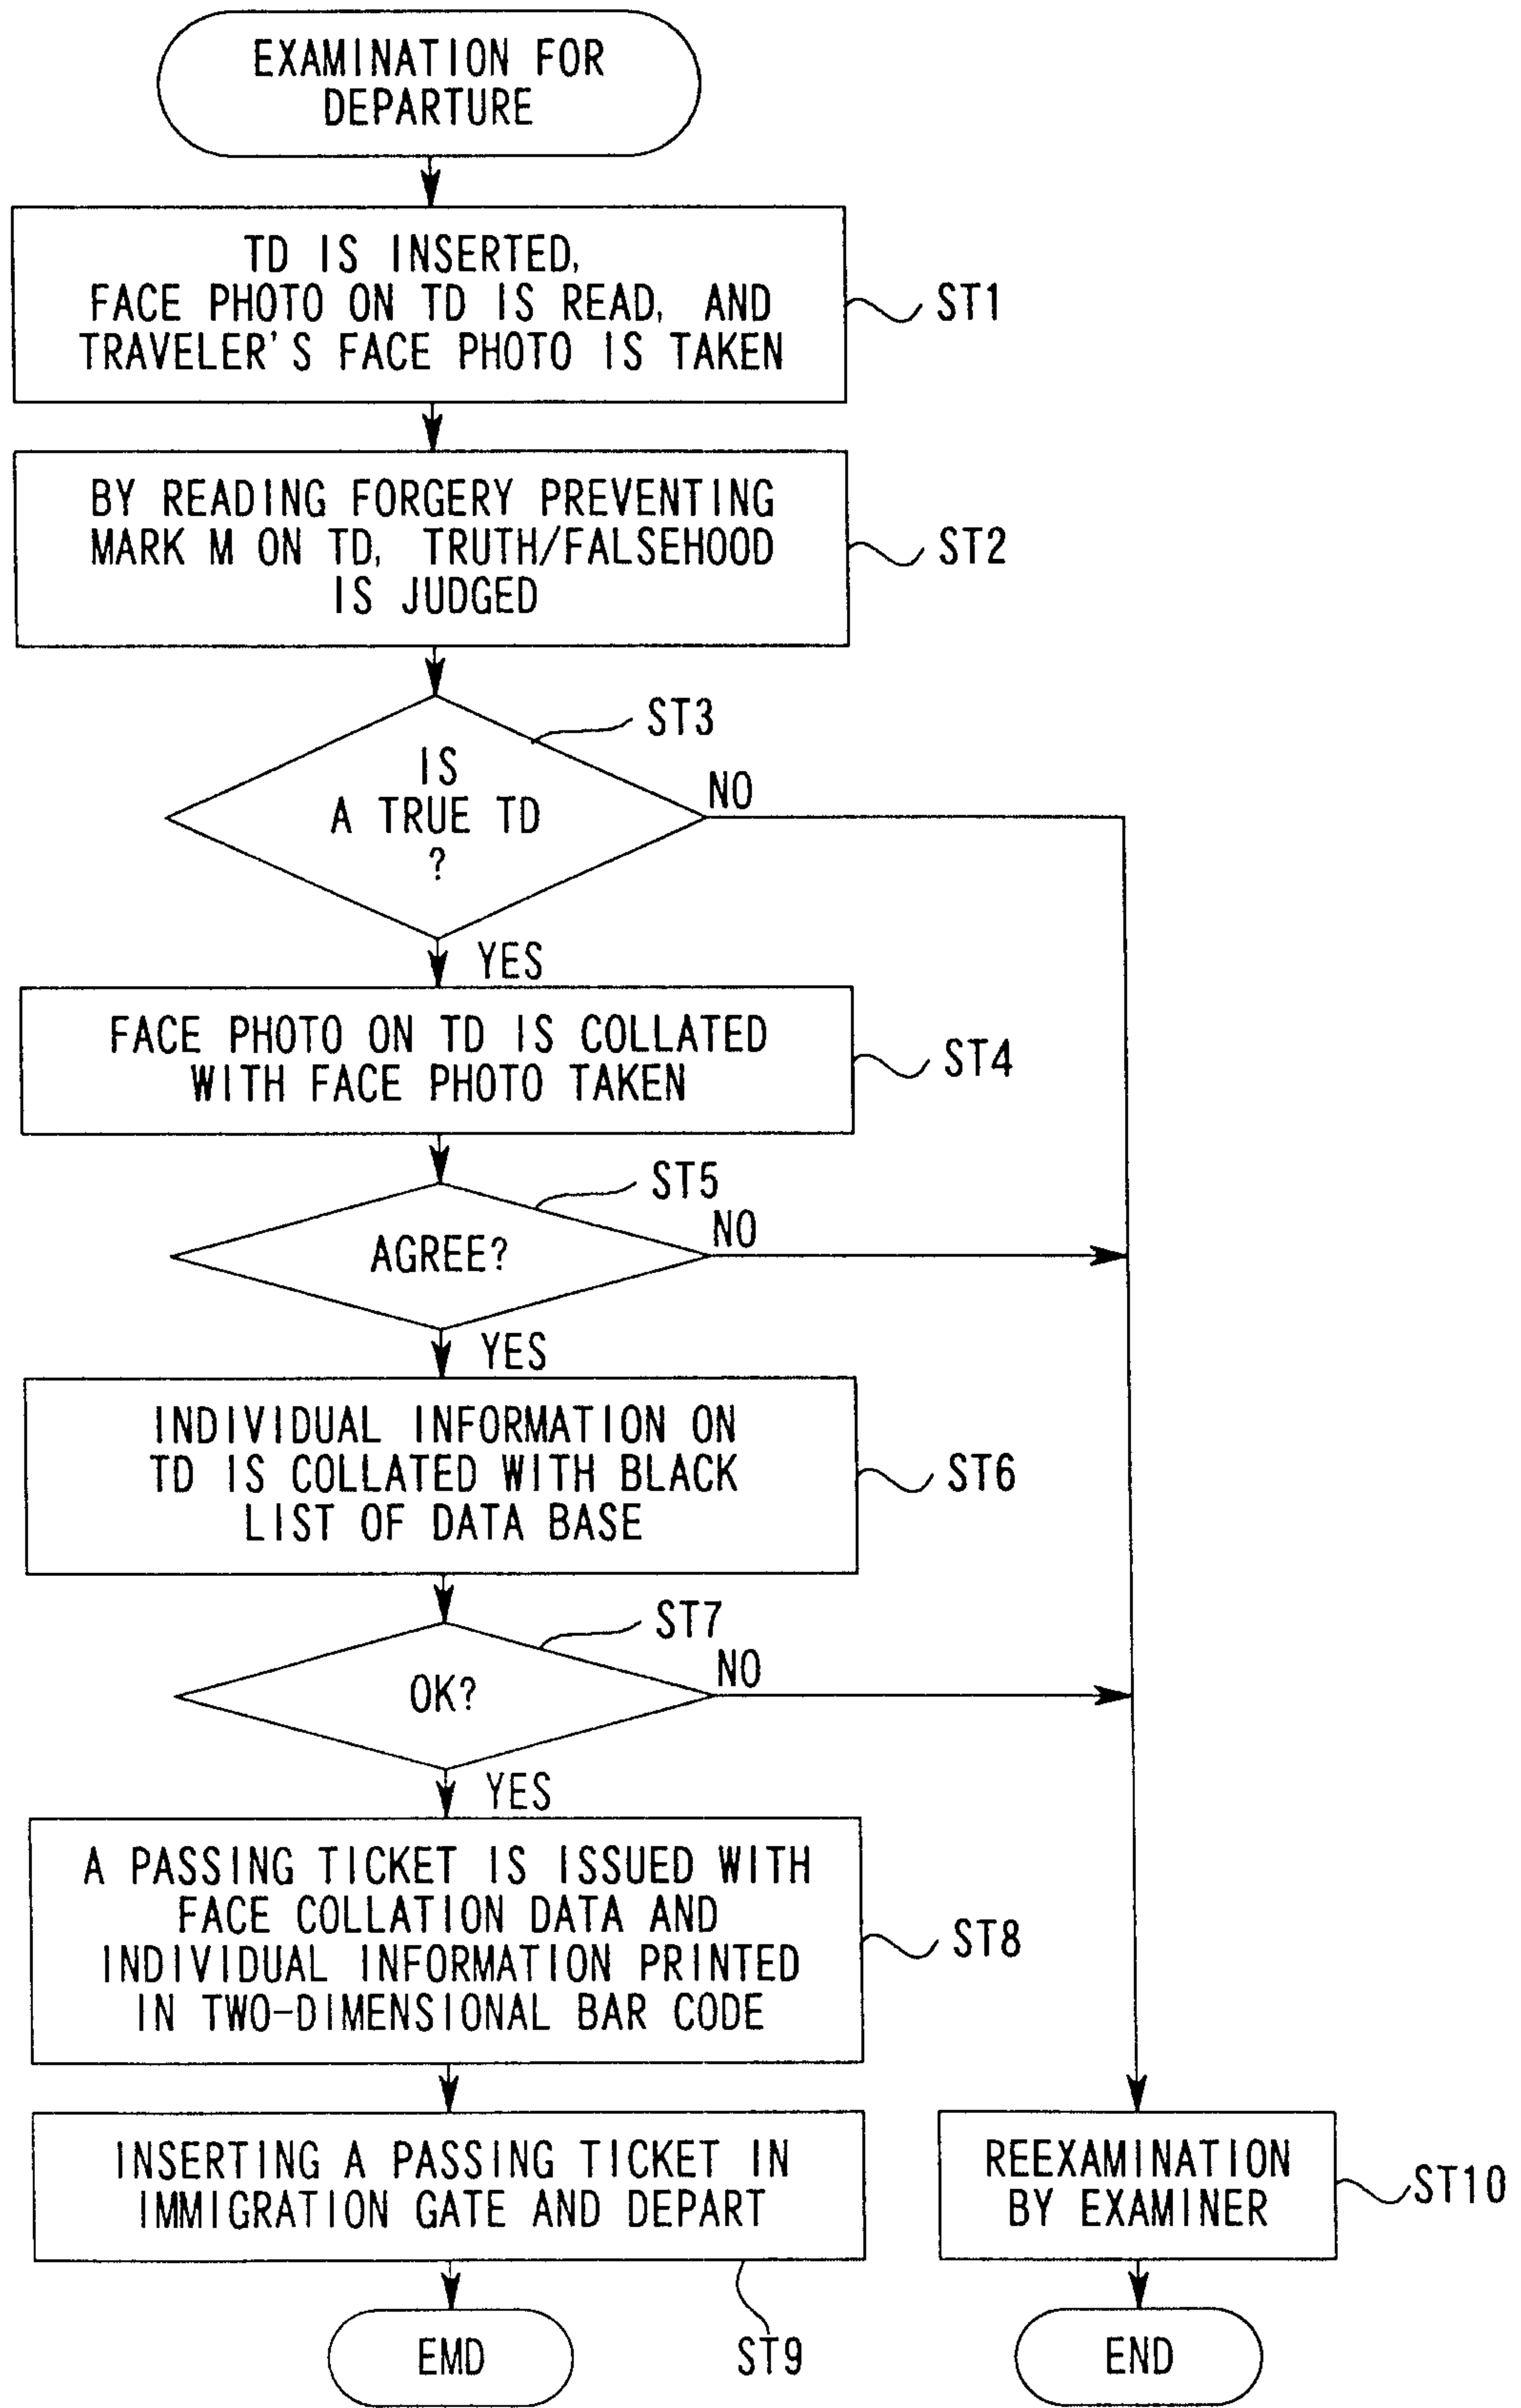 EXAMINATION FOR
DEPARTURE
TD IS INSERTED,
FACE PHOTO ON TD IS READ, AND
TRAVELER'S FACE PHOTO IS TAKEN
ST1
BY READING FORGERY PREVENTING
MARK M ON TD, TRUTH/FALSEHOOD
IS JUDGED
ST2
ST3
IS
A TRUE TD
?
NO
YES
FACE PHOTO ON TD IS COLLATED
WITH FACE PHOTO TAKEN
ST4
ST5
AGREE?
NO
YES
INDIVIDUAL INFORMATION ON
TD IS COLLATED WITH BLACK
LIST OF DATA BASE
ST6
ST7
OK?
NO
YES
A PASSING TICKET IS ISSUED WITH
FACE COLLATION DATA AND
INDIVIDUAL INFORMATION PRINTED
IN TWO-DIMENSIONAL BAR CODE
ST8
INSERTING A PASSING TICKET IN
IMMIGRATION GATE AND DEPART
ST9
EMD
REEXAMINATION
BY EXAMINER
ST10
END